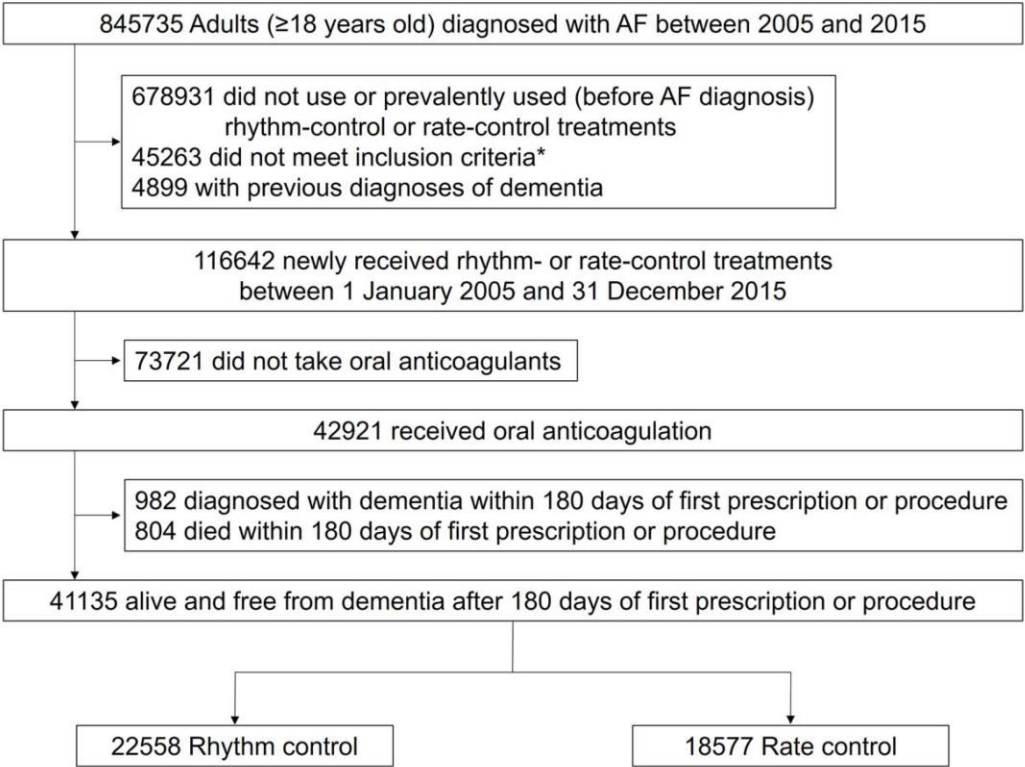 845735 Adults (≥18 years old) diagnosed with AF between 2005 and 2015
678931 did not use or prevalently used (before AF diagnosis)
rhythm-control or rate-control treatments
45263 did not meet inclusion criteria*
4899 with previous diagnoses of dementia
116642 newly received rhythm- or rate-control treatments
between 1 January 2005 and 31 December 2015
73721 did not take oral anticoagulants
42921 received oral anticoagulation
982 diagnosed with dementia within 180 days of first prescription or procedure
804 died within 180 days of first prescription or procedure
41135 alive and free from dementia after 180 days of first prescription or procedure
22558 Rhythm control
18577 Rate control